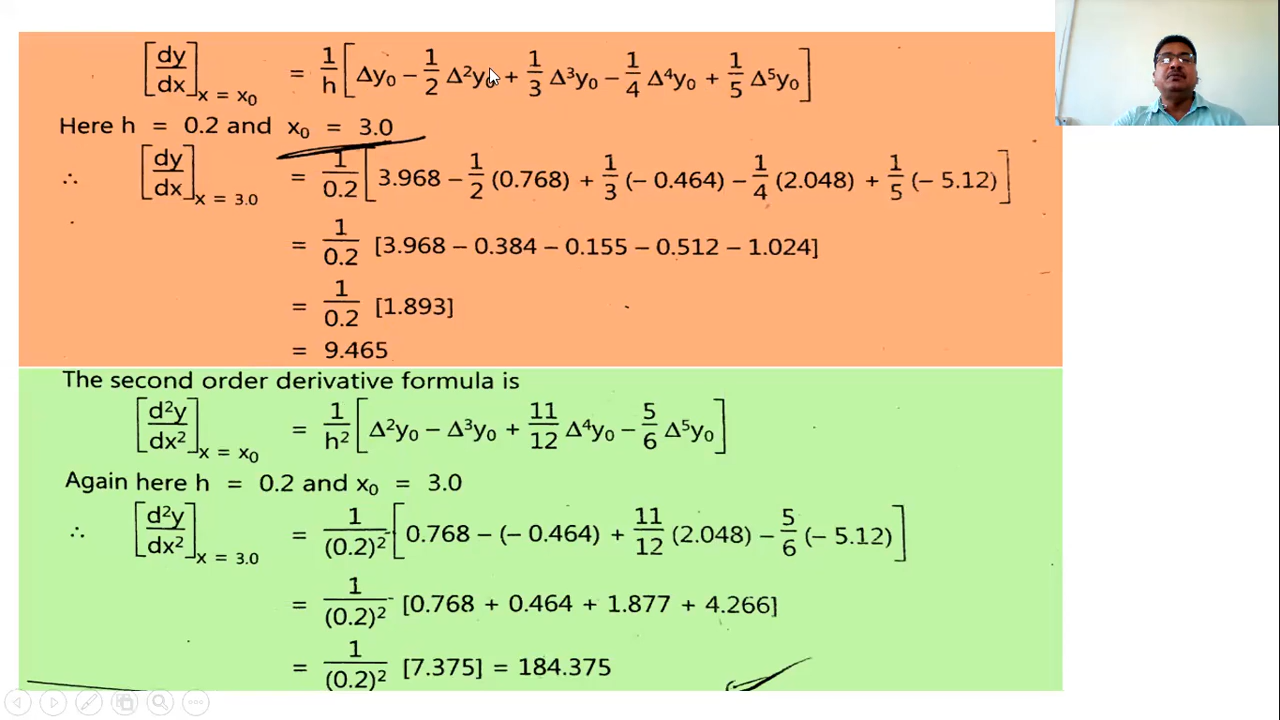 [dy/dx]x = x₀ = 1/h [Δy₀ − 1/2 Δ²y₀ + 1/3 Δ³y₀ − 1/4 Δ⁴y₀ + 1/5 Δ⁵y₀]
Here h = 0.2 and x₀ = 3.0
∴ [dy/dx]x = 3.0 = 1/0.2 [3.968 − 1/2 (0.768) + 1/3 (− 0.464) − 1/4 (2.048) + 1/5 (− 5.12)]
= 1/0.2 [3.968 − 0.384 − 0.155 − 0.512 − 1.024]
= 1/0.2 [1.893]
= 9.465
The second order derivative formula is
[d²y/dx²]x = x₀ = 1/h² [Δ²y₀ − Δ³y₀ + 11/12 Δ⁴y₀ − 5/6 Δ⁵y₀]
Again here h = 0.2 and x₀ = 3.0
∴ [d²y/dx²]x = 3.0 = 1/(0.2)² [0.768 − (− 0.464) + 11/12 (2.048) − 5/6 (− 5.12)]
= 1/(0.2)² [0.768 + 0.464 + 1.877 + 4.266]
= 1/(0.2)² [7.375] = 184.375